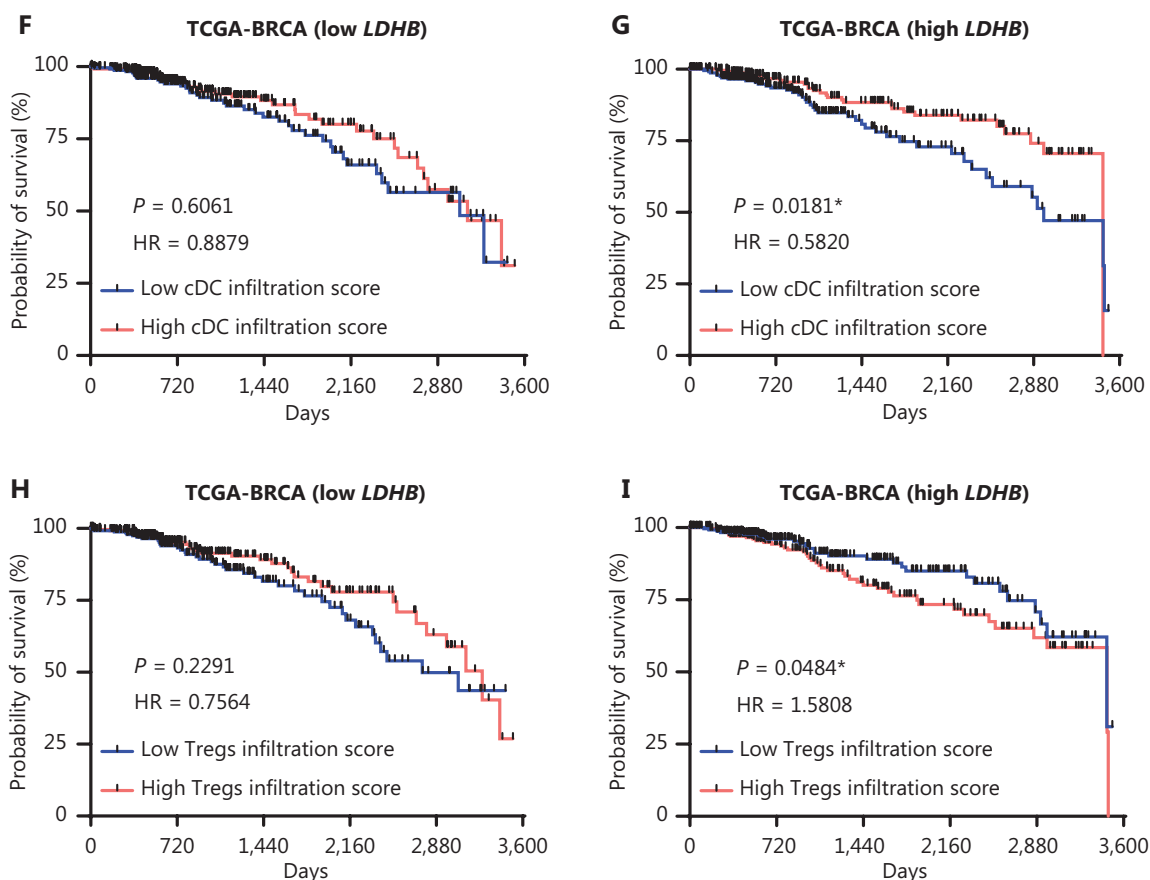 F
TCGA-BRCA (low LDHB)
Probability of survival (%)
100
75
50
25
0
P = 0.6061
HR = 0.8879
Low cDC infiltration score
High cDC infiltration score
0 720 1,440 2,160 2,880 3,600
Days
G
TCGA-BRCA (high LDHB)
Probability of survival (%)
100
75
50
25
0
P = 0.0181*
HR = 0.5820
Low cDC infiltration score
High cDC infiltration score
0 720 1,440 2,160 2,880 3,600
Days
H
TCGA-BRCA (low LDHB)
Probability of survival (%)
100
75
50
25
0
P = 0.2291
HR = 0.7564
Low Tregs infiltration score
High Tregs infiltration score
0 720 1,440 2,160 2,880 3,600
Days
I
TCGA-BRCA (high LDHB)
Probability of survival (%)
100
75
50
25
0
P = 0.0484*
HR = 1.5808
Low Tregs infiltration score
High Tregs infiltration score
0 720 1,440 2,160 2,880 3,600
Days